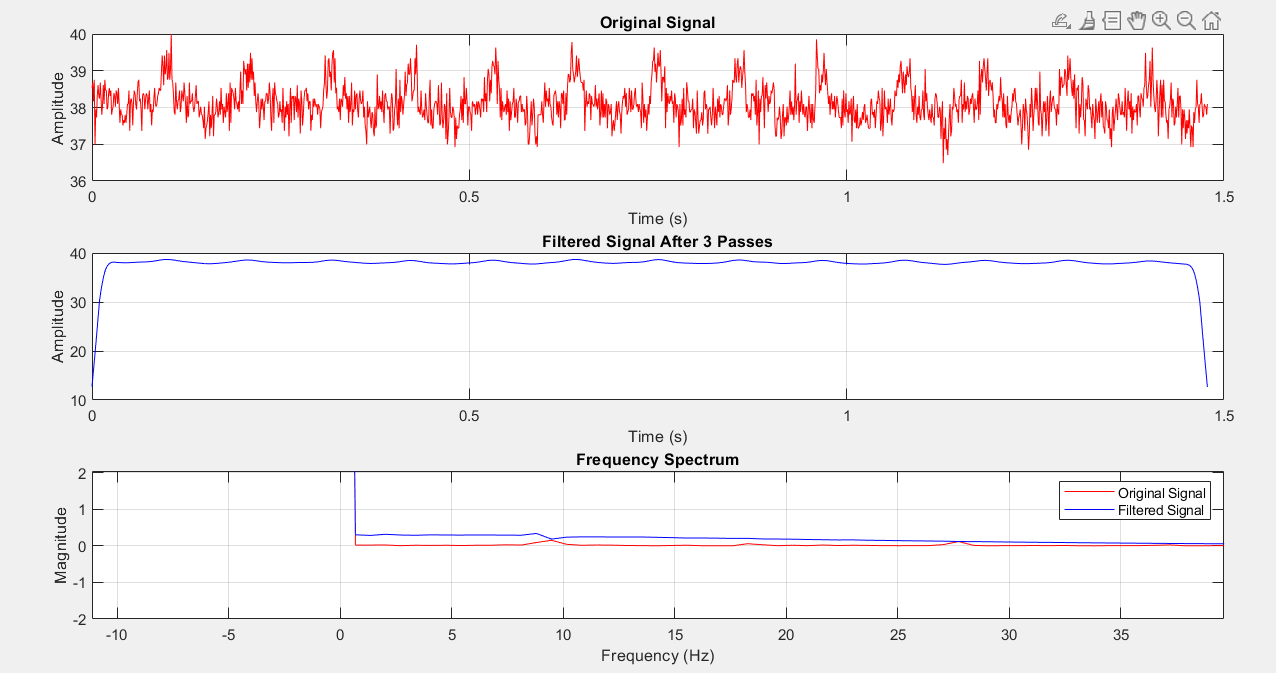 Original Signal
40
39
38
37
36
Amplitude
0 0.5 1 1.5
Time (s)
Filtered Signal After 3 Passes
40
30
20
10
Amplitude
0 0.5 1 1.5
Time (s)
Frequency Spectrum
2
1
0
-1
-2
Magnitude
Original Signal
Filtered Signal
-10 -5 0 5 10 15 20 25 30 35
Frequency (Hz)